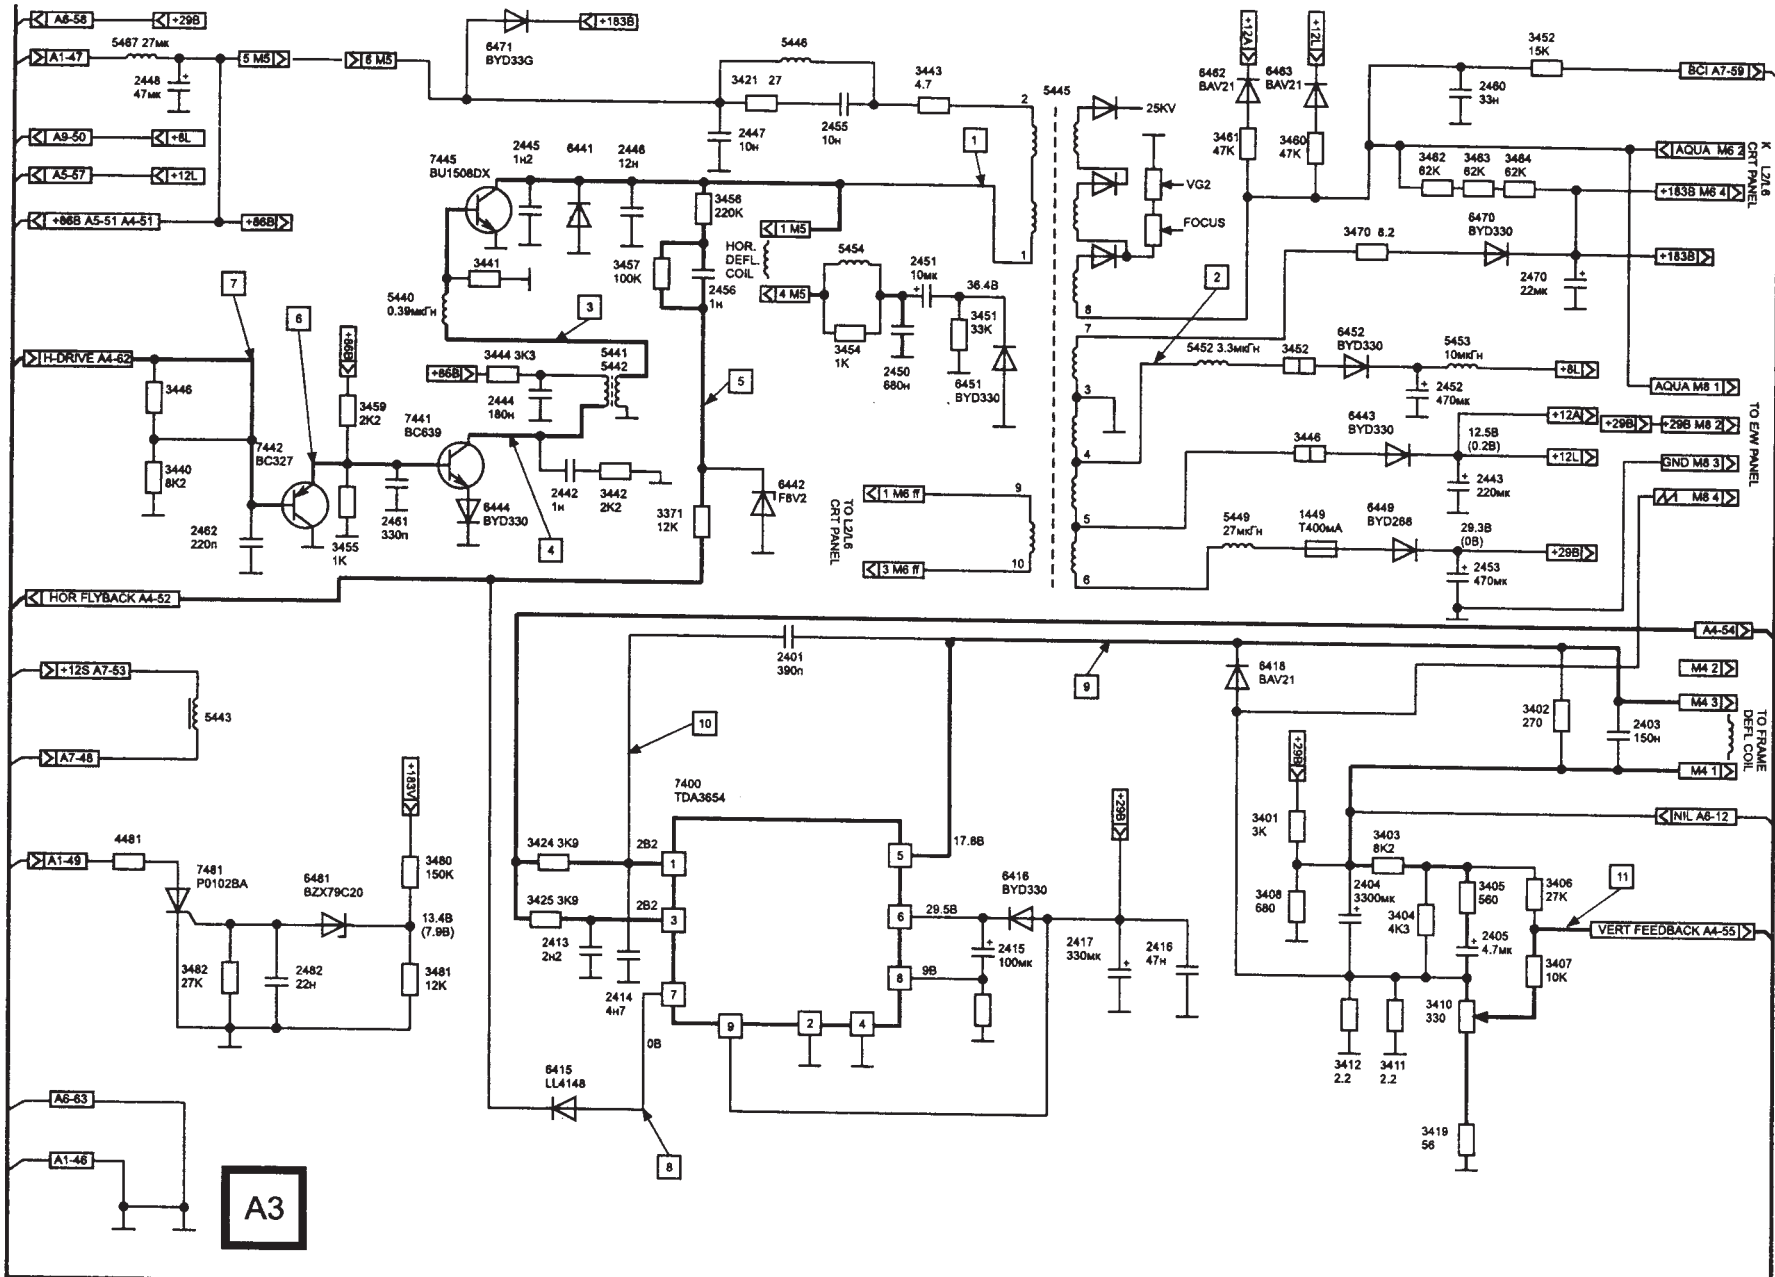 A6-58
+29B
A1-47
5467 27мк
2448
47мк
5 M5
6 M5
A9-50
+8L
A5-57
+12L
+86B A5-51 A4-51
+86B
6471
BYD33G
+183B
5446
3421 27
2455
10н
2447
10н
3443
4.7
5445
2
1
1
7445
BU1508DX
2445
1н2
6441
2446
12н
3456
220K
3457
100K
2456
1н
1 M5
HOR.
DEFL.
COIL
4 M5
5454
3454
1K
2451
10мк
2450
680н
36.4B
3451
33K
6451
BYD330
3441
5440
0.39мкГн
3
7
6
H-DRIVE A4-62
3446
3440
8K2
7442
BC327
2462
220п
+86B
3459
2K2
3455
1K
2461
330п
7441
BC639
6444
BYD330
+86B
3444 3K3
2444
180н
5441
5442
2442
1н
3442
2K2
4
5
3371
12K
6442
F8V2
HOR FLYBACK A4-52
25KV
VG2
FOCUS
8
7
3
4
5
6
2
TO L2/L6
CRT PANEL
1 M6 ff
3 M6 ff
9
10
+12A
+12L
6462
BAV21
6463
BAV21
3461
47K
3460
47K
3452
15K
2460
33н
BCI A7-59
3462
62K
3463
62K
3464
62K
AQUA M6 2
+183B M6 4
K L2/L6
CRT PANEL
3470 8.2
6470
BYD330
2470
22мк
+183B
5452 3.3мкГн
3452
6452
BYD330
5453
10мкГн
2452
470мк
+8L
AQUA M8 1
3446
6443
BYD330
12.5B
(0.2B)
2443
220мк
+12A
+12L
+29B
+29B M8 2
GND M8 3
M8 4
TO E/W PANEL
5449
27мкГн
1449
T400мA
6449
BYD268
29.3B
(0B)
2453
470мк
+29B
A4-54
+12S A7-53
5443
A7-48
2401
390п
10
9
6418
BAV21
3402
270
2403
150н
M4 2
M4 3
M4 1
TO FRAME
DEFL COIL
NIL A6-12
+183V
3480
150K
3481
12K
13.4B
(7.9B)
A1-49
4481
7481
P0102BA
6481
BZX79C20
3482
27K
2482
22н
7400
TDA3654
3424 3K9
2B2
3425 3K9
2B2
2413
2н2
2414
4н7
1
3
7
9
2
4
5
6
8
17.8B
29.5B
9B
0B
6416
BYD330
2415
100мк
+29B
2417
330мк
2416
47н
6415
LL4148
8
+29B
3401
3K
3408
680
3403
8K2
2404
3300мк
3404
4K3
3405
560
2405
4.7мк
3406
27K
3407
10K
11
VERT FEEDBACK A4-55
3410
330
3412
2.2
3411
2.2
3419
56
A6-63
A1-46
A3